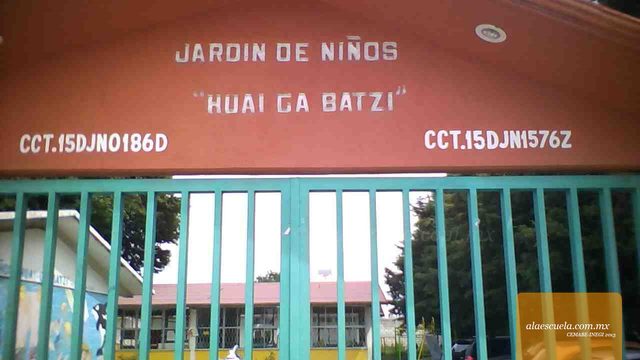 JARDIN DE NIÑOS
"HUAI GA BATZI"
CCT.15DJN0186D
CCT.15DJN1576Z
alaescuela.com.mx
CEMABE-INEGI 2013